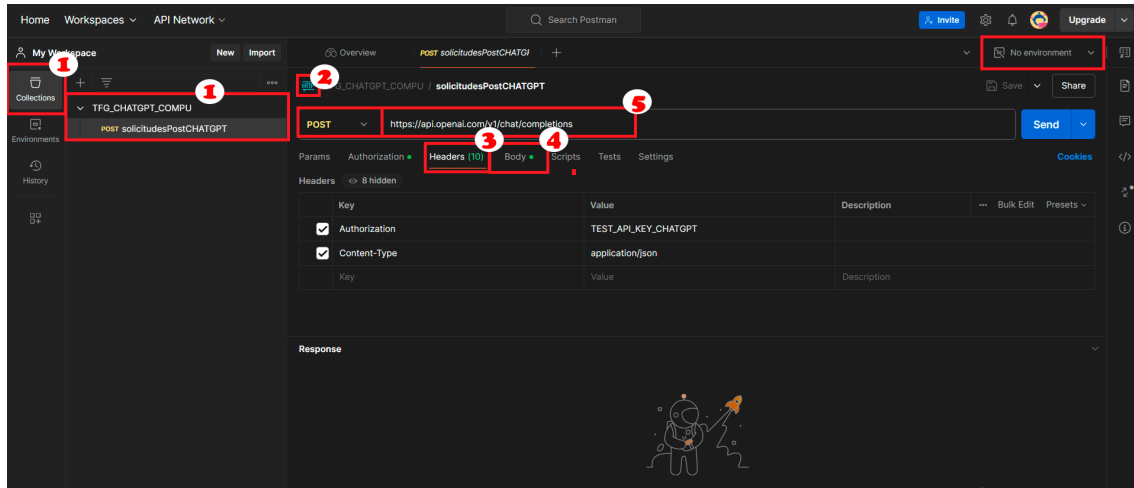 Home Workspaces API Network Search Postman Invite Upgrade
My Workspace New Import Overview POST solicitudesPostCHATGI No environment
1
Collections
1
TFG_CHATGPT_COMPU
POST solicitudesPostCHATGPT
Environments
History
2
HTTP G_CHATGPT_COMPU / solicitudesPostCHATGPT Save Share
5
POST https://api.openai.com/v1/chat/completions Send
3 4
Params Authorization Headers (10) Body Scripts Tests Settings Cookies
Headers 8 hidden
Key Value Description Bulk Edit Presets
Authorization TEST_API_KEY_CHATGPT
Content-Type application/json
Key Value Description
Response